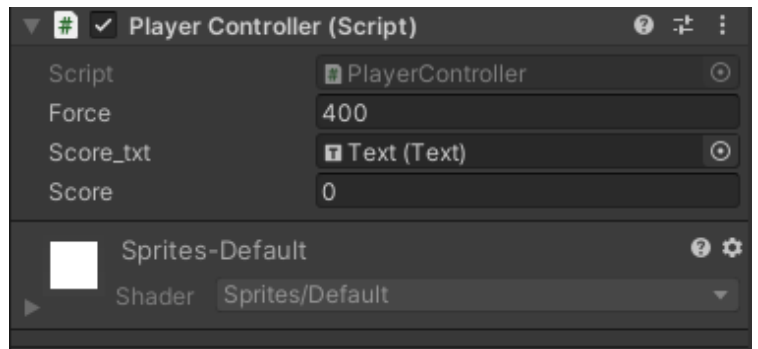 Player Controller (Script)
Script PlayerController
Force 400
Score_txt Text (Text)
Score 0
Sprites-Default
Shader Sprites/Default